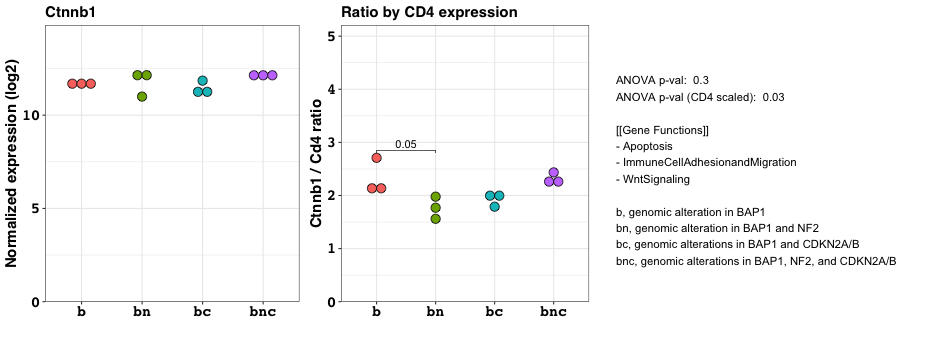 Ctnnb1
Normalized expression (log2)
10
5
0
b
bn
bc
bnc
Ratio by CD4 expression
Ctnnb1 / Cd4 ratio
5
4
3
2
1
0
0.05
b
bn
bc
bnc
ANOVA p-val:  0.3
ANOVA p-val (CD4 scaled):  0.03
[[Gene Functions]]
- Apoptosis
- ImmuneCellAdhesionandMigration
- WntSignaling
b, genomic alteration in BAP1
bn, genomic alteration in BAP1 and NF2
bc, genomic alterations in BAP1 and CDKN2A/B
bnc, genomic alterations in BAP1, NF2, and CDKN2A/B